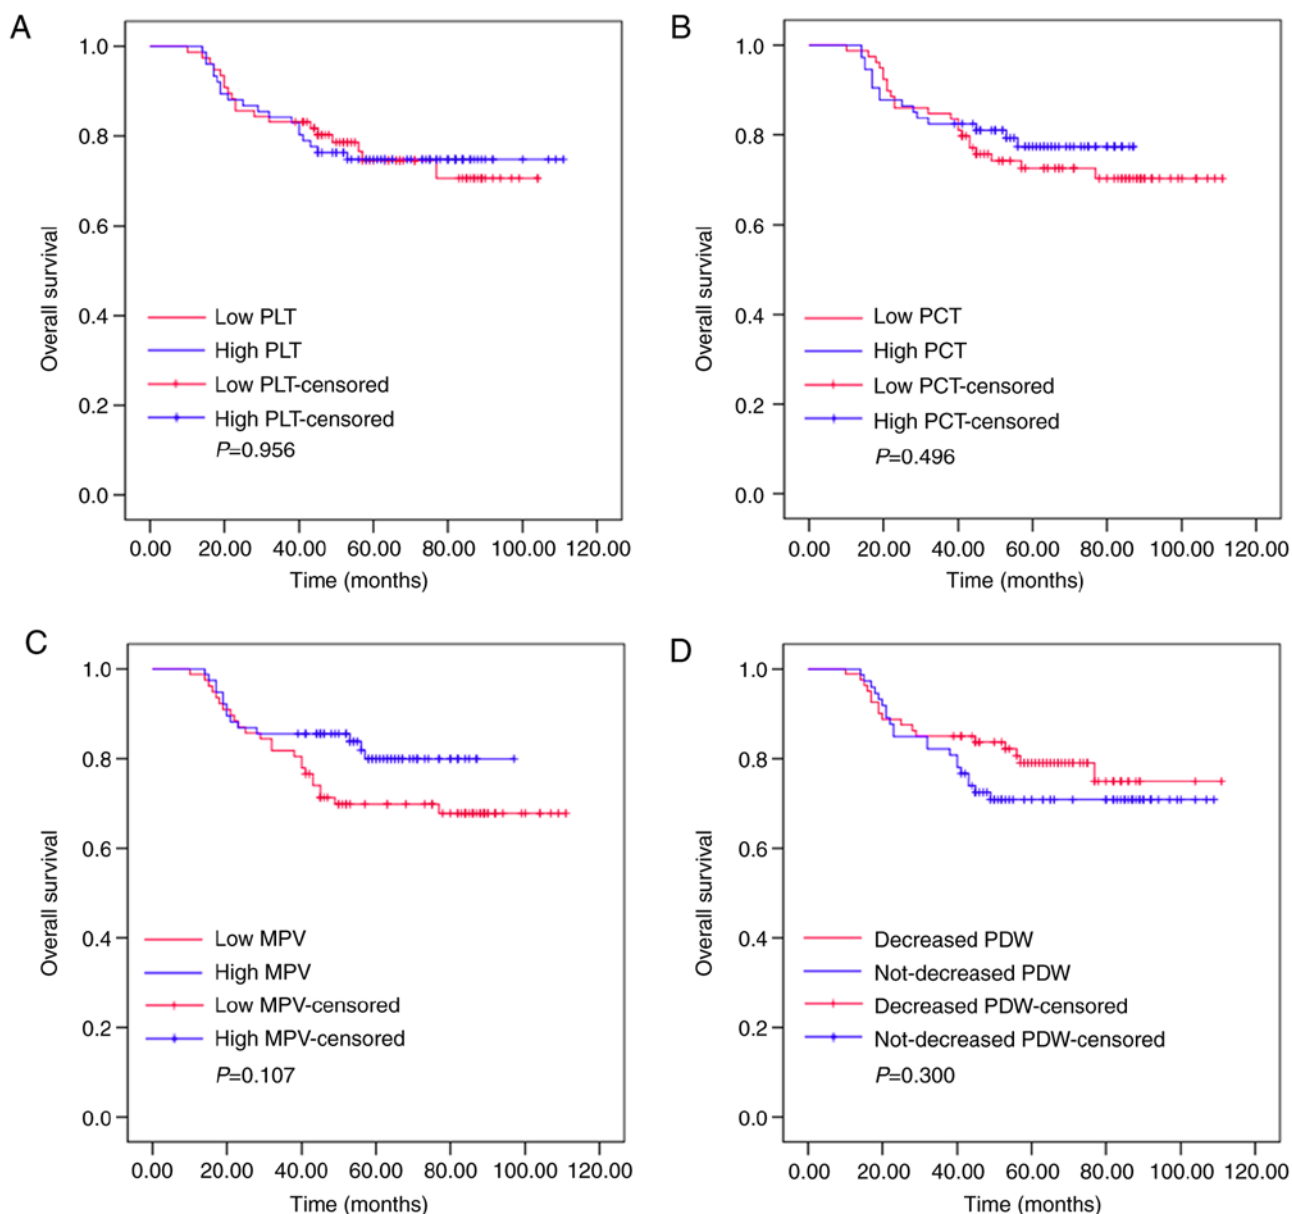 A
1.0
0.8
0.6
0.4
0.2
0.0
Overall survival
Low PLT
High PLT
Low PLT-censored
High PLT-censored
P=0.956
0.00 20.00 40.00 60.00 80.00 100.00 120.00
Time (months)
B
1.0
0.8
0.6
0.4
0.2
0.0
Overall survival
Low PCT
High PCT
Low PCT-censored
High PCT-censored
P=0.496
0.00 20.00 40.00 60.00 80.00 100.00 120.00
Time (months)
C
1.0
0.8
0.6
0.4
0.2
0.0
Overall survival
Low MPV
High MPV
Low MPV-censored
High MPV-censored
P=0.107
0.00 20.00 40.00 60.00 80.00 100.00 120.00
Time (months)
D
1.0
0.8
0.6
0.4
0.2
0.0
Overall survival
Decreased PDW
Not-decreased PDW
Decreased PDW-censored
Not-decreased PDW-censored
P=0.300
0.00 20.00 40.00 60.00 80.00 100.00 120.00
Time (months)